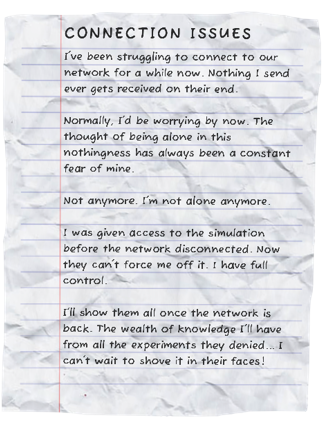 CONNECTION ISSUES
I've been struggling to connect to our
network for a while now. Nothing I send
ever gets received on their end.
Normally, I'd be worrying by now. The
thought of being alone in this
nothingness has always been a constant
fear of mine.
Not anymore. I'm not alone anymore.
I was given access to the simulation
before the network disconnected. Now
they can't force me off it. I have full
control.
I'll show them all once the network is
back. The wealth of knowledge I'll have
from all the experiments they denied... I
can't wait to shove it in their faces!